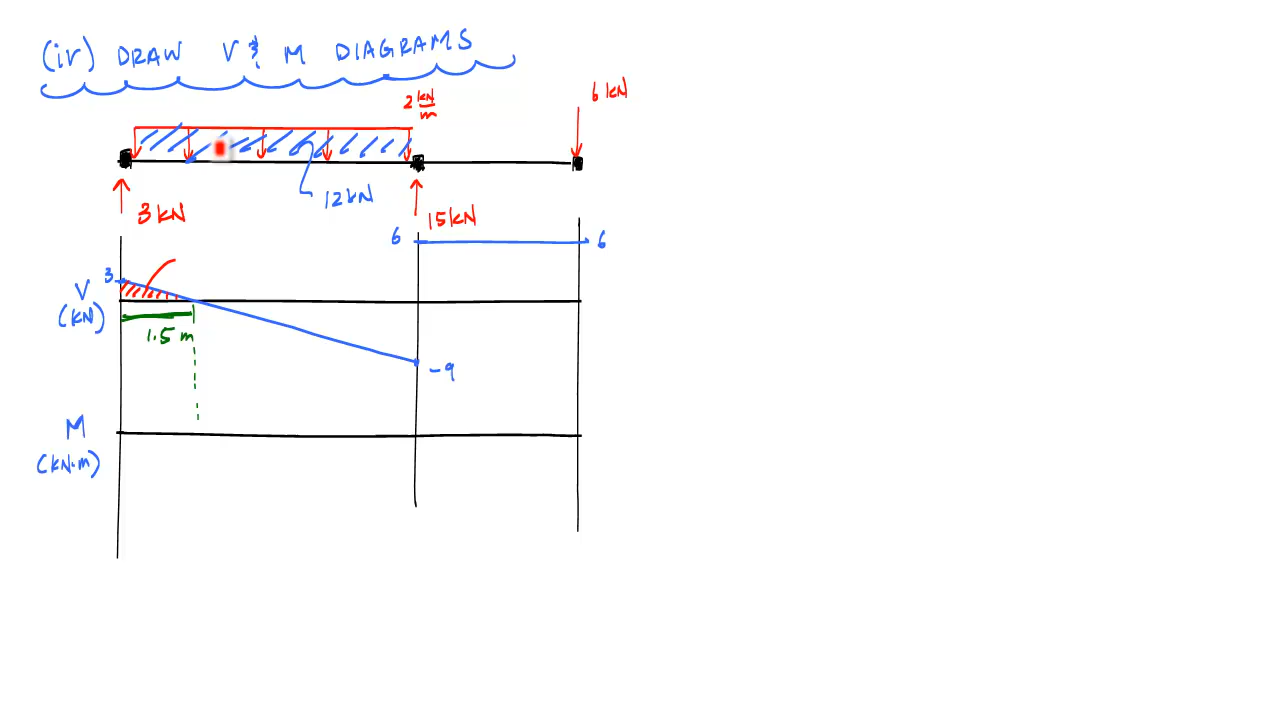 (iv) DRAW V & M DIAGRAMS
2 kN/m
6 kN
12 kN
3 kN
15 kN
6
6
3
V
(kN)
1.5 m
-9
M
(kN·m)